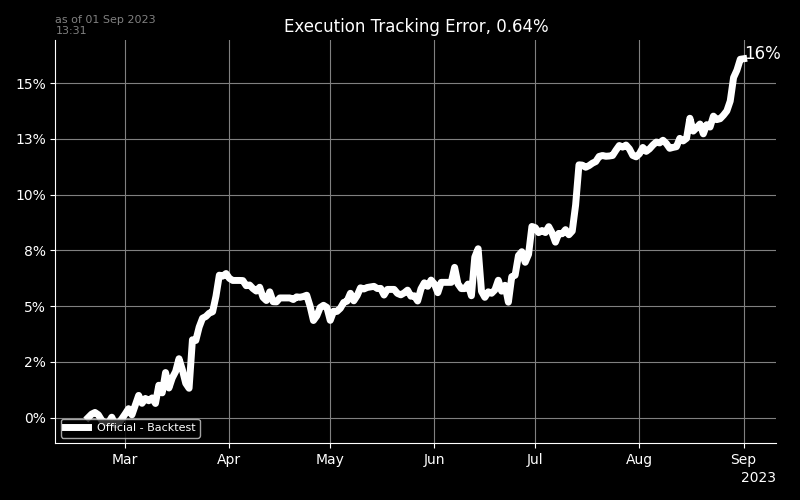 as of 01 Sep 2023
13:31
Execution Tracking Error, 0.64%
16%
15%
13%
10%
8%
5%
2%
0%
Official - Backtest
Mar Apr May Jun Jul Aug Sep
2023